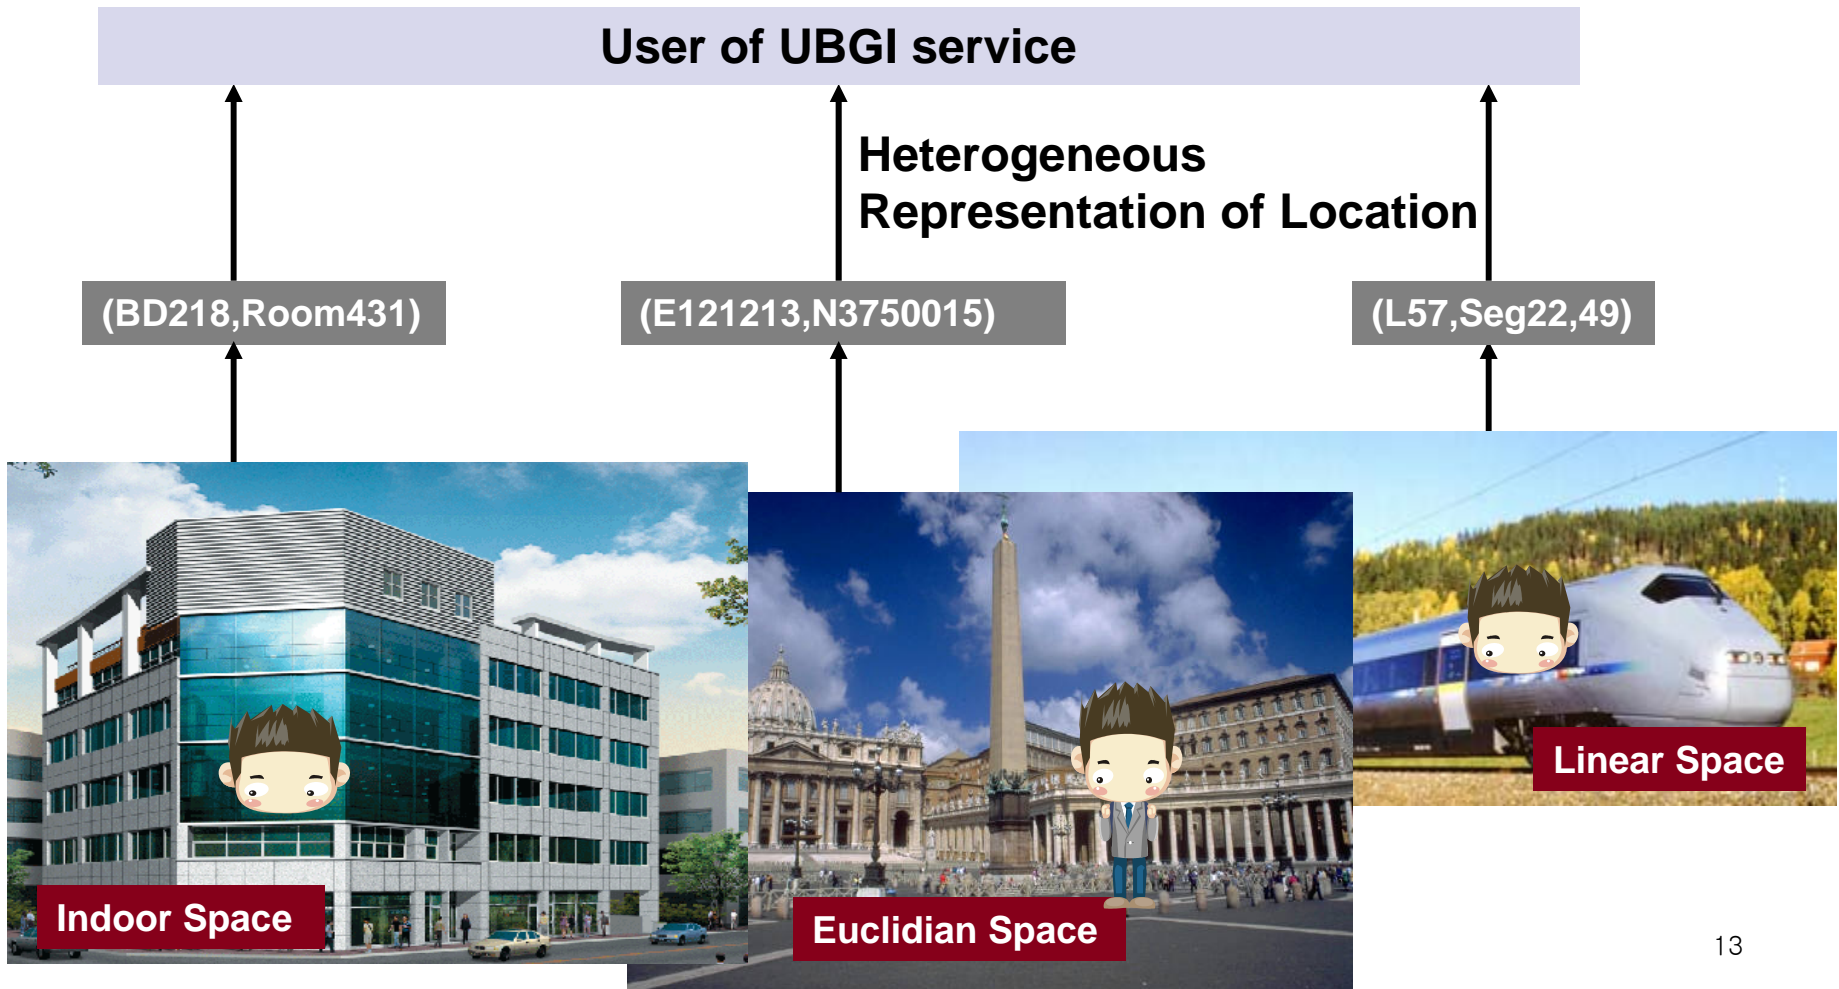 User of UBGI service
Heterogeneous
Representation of Location
(BD218,Room431)
(E121213,N3750015)
(L57,Seg22,49)
Indoor Space
Euclidian Space
Linear Space
13